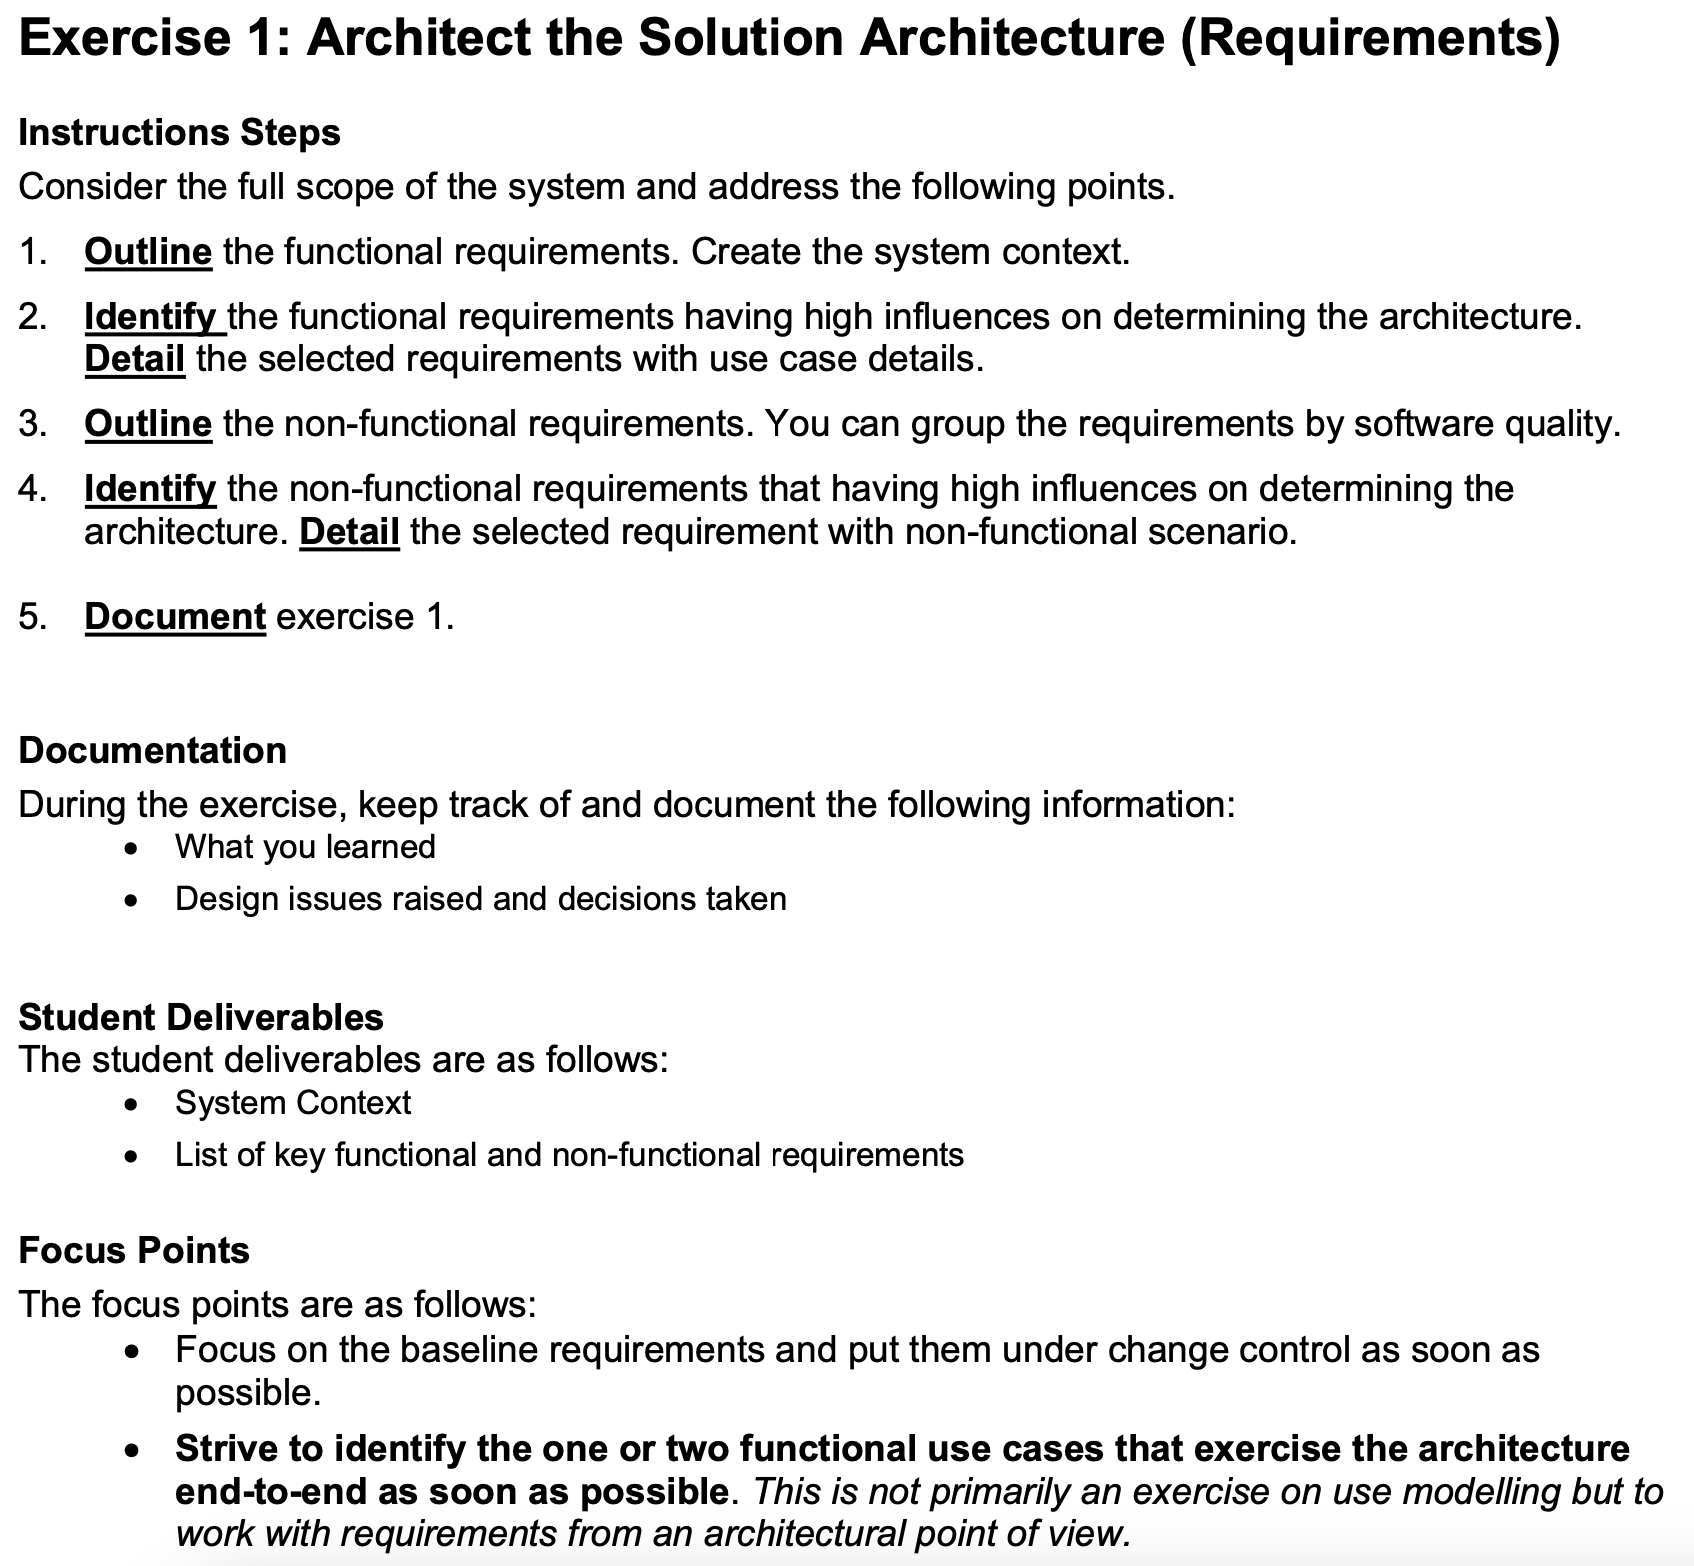 Exercise 1: Architect the Solution Architecture (Requirements)
Instructions Steps
Consider the full scope of the system and address the following points.
1. Outline the functional requirements. Create the system context.
2. Identify the functional requirements having high influences on determining the architecture.
Detail the selected requirements with use case details.
3. Outline the non-functional requirements. You can group the requirements by software quality.
4. Identify the non-functional requirements that having high influences on determining the
architecture. Detail the selected requirement with non-functional scenario.
5. Document exercise 1.
Documentation
During the exercise, keep track of and document the following information:
• What you learned
• Design issues raised and decisions taken
Student Deliverables
The student deliverables are as follows:
• System Context
• List of key functional and non-functional requirements
Focus Points
The focus points are as follows:
• Focus on the baseline requirements and put them under change control as soon as
possible.
• Strive to identify the one or two functional use cases that exercise the architecture
end-to-end as soon as possible. This is not primarily an exercise on use modelling but to
work with requirements from an architectural point of view.